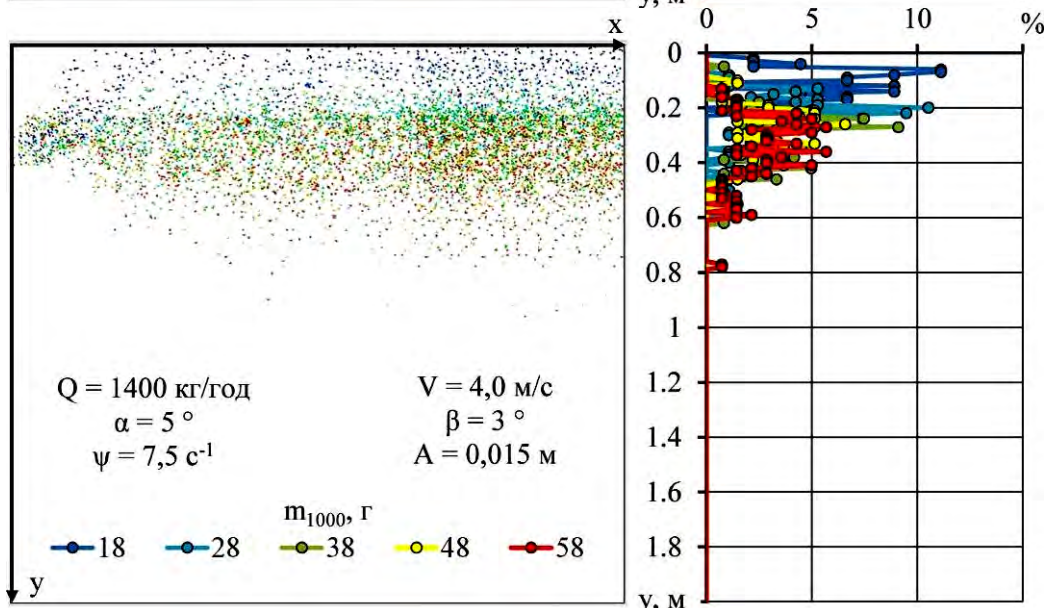 x
y, м
0 5 10 %
0
0.2
0.4
0.6
0.8
1
1.2
1.4
1.6
1.8
y, м
Q = 1400 кг/год
V = 4,0 м/с
α = 5 °
β = 3 °
ψ = 7,5 с⁻¹
A = 0,015 м
m₁₀₀₀, г
18 28 38 48 58
y